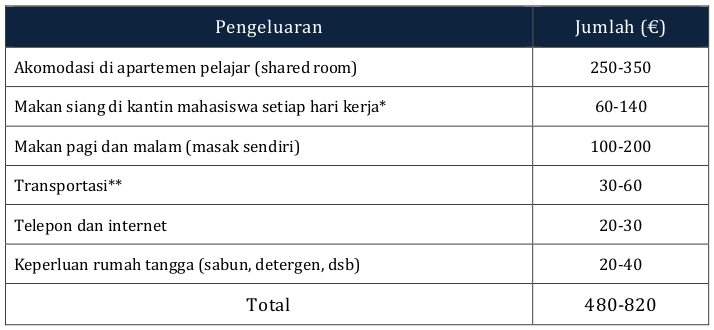 Pengeluaran Jumlah (€)
Akomodasi di apartemen pelajar (shared room) 250-350
Makan siang di kantin mahasiswa setiap hari kerja* 60-140
Makan pagi dan malam (masak sendiri) 100-200
Transportasi** 30-60
Telepon dan internet 20-30
Keperluan rumah tangga (sabun, detergen, dsb) 20-40
Total 480-820